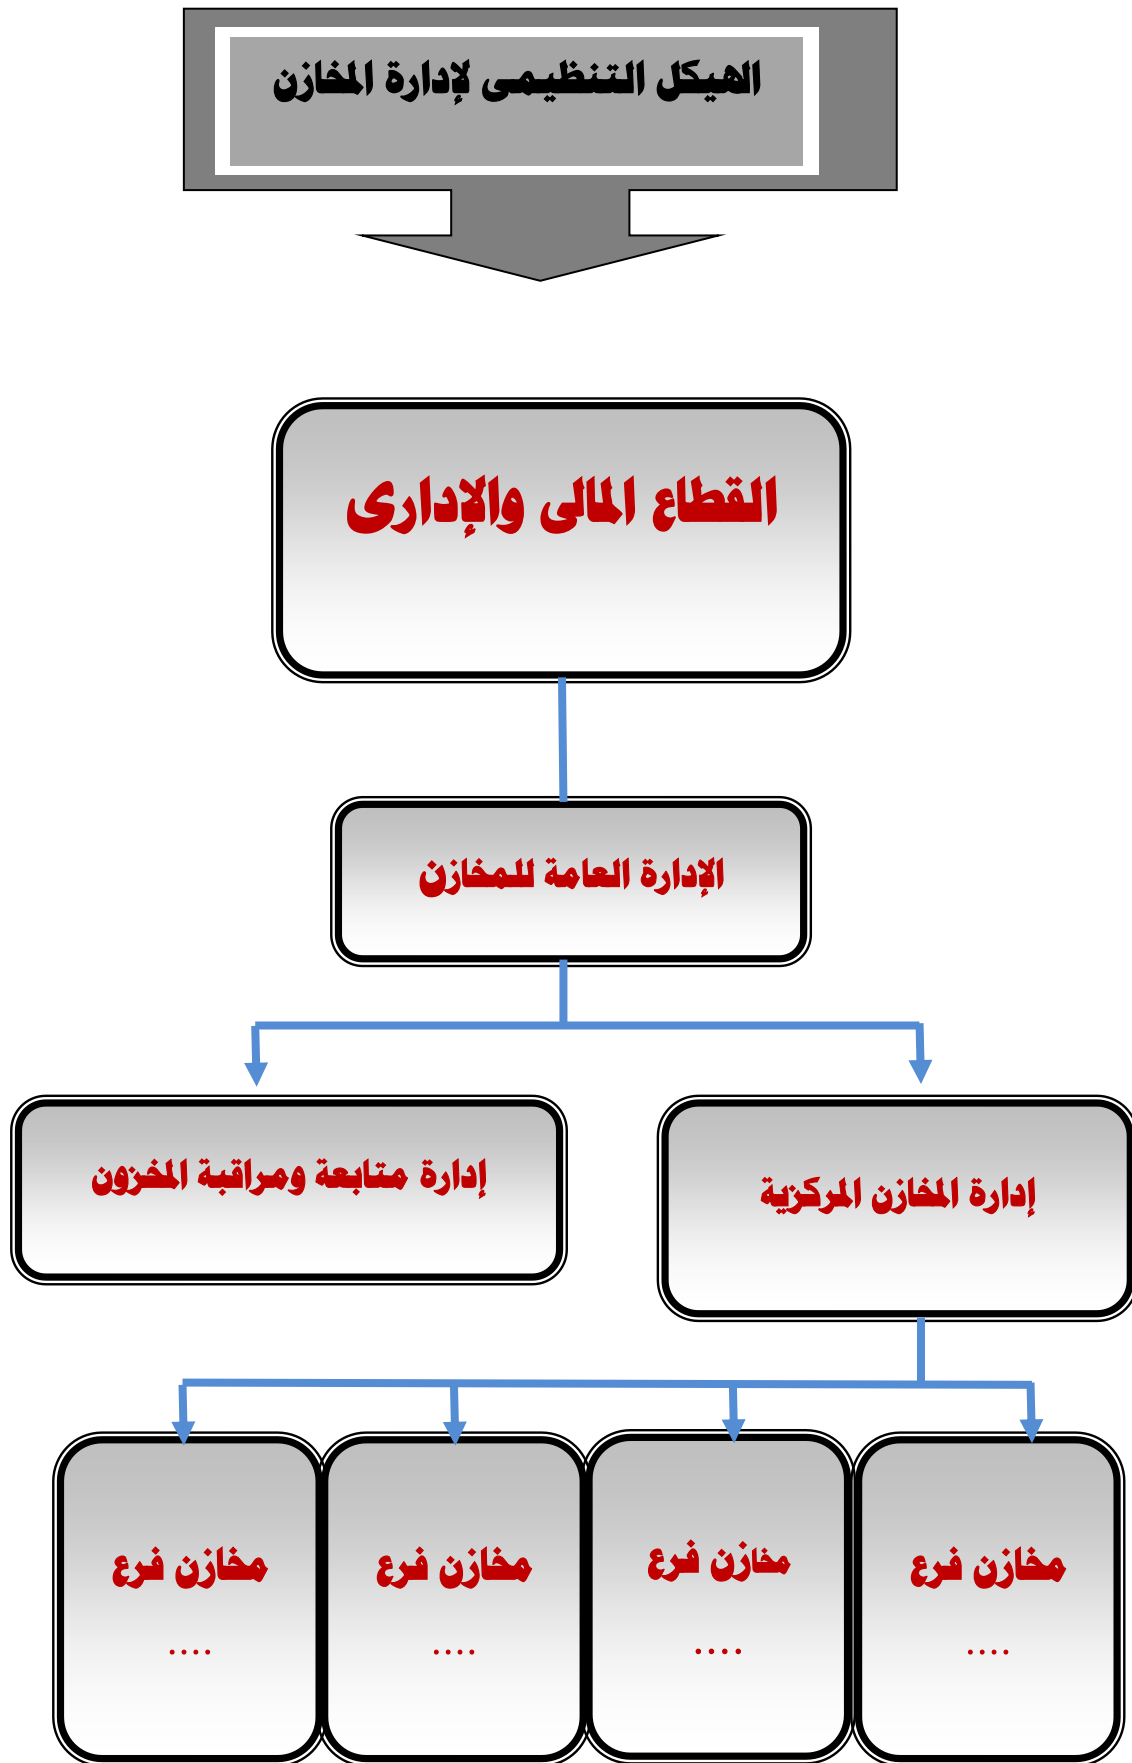 الهيكل التنظيمى لإدارة المخازن
القطاع المالى والإدارى
الإدارة العامة للمخازن
إدارة المخازن المركزية
إدارة متابعة ومراقبة المخزون
مخازن فرع
....
مخازن فرع
....
مخازن فرع
....
مخازن فرع
....